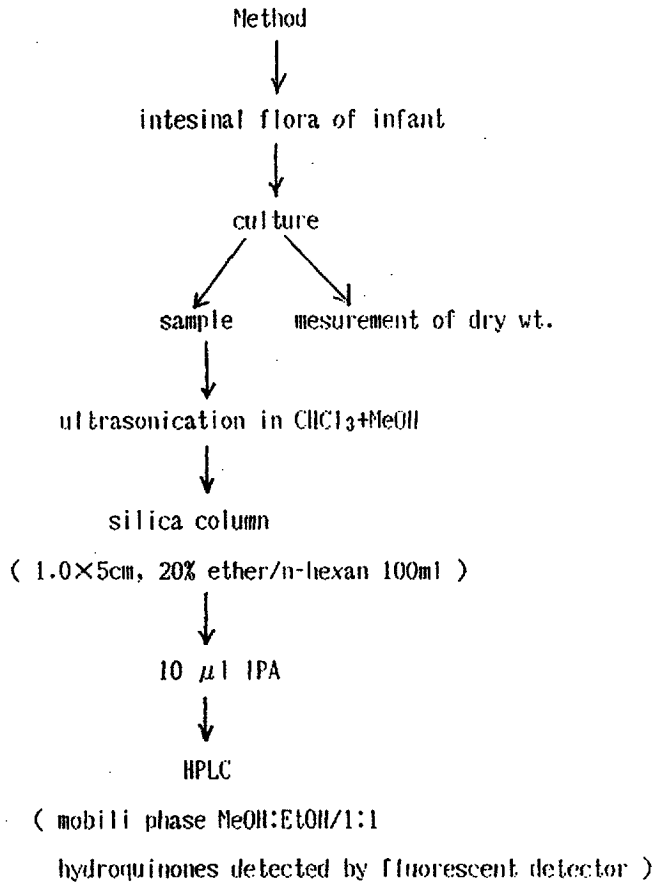 Method
intesinal flora of infant
culture
sample mesurement of dry wt.
ultrasonication in CHCl3+MeOH
silica column
( 1.0×5cm, 20% ether/n-hexan 100ml )
10 μl IPA
HPLC
( mobili phase MeOH:EtOH/1:1
hydroquinones detected by fluorescent detector )